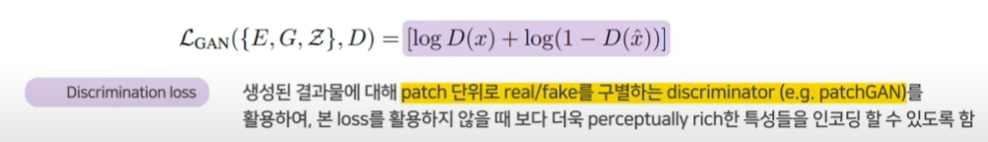 ℒ_GAN({E, G, 𝒵}, D) = [log D(x) + log(1 − D(x̂))]
Discrimination loss
생성된 결과물에 대해 patch 단위로 real/fake를 구별하는 discriminator (e.g. patchGAN)를
활용하여, 본 loss를 활용하지 않을 때 보다 더욱 perceptually rich한 특성들을 인코딩 할 수 있도록 함